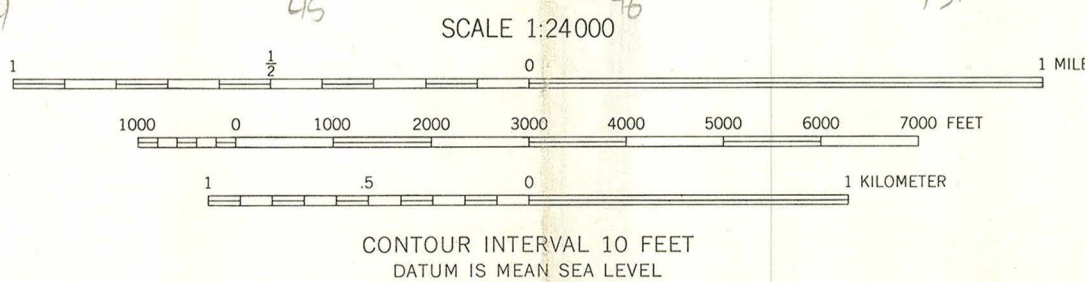 45
SCALE 1:24000
1 1/2 0 1 MILE
1000 0 1000 2000 3000 4000 5000 6000 7000 FEET
1 .5 0 1 KILOMETER
CONTOUR INTERVAL 10 FEET
DATUM IS MEAN SEA LEVEL